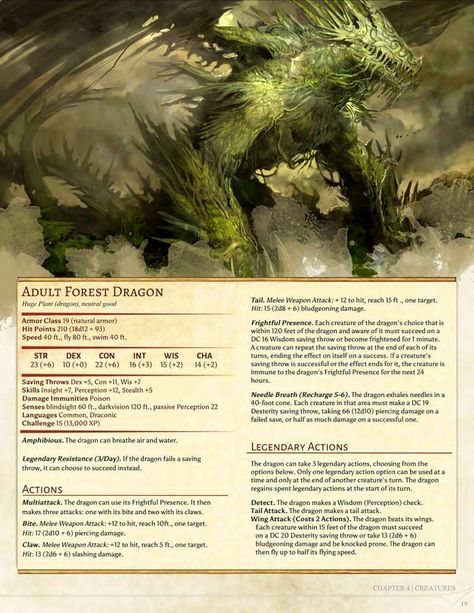 ADULT FOREST DRAGON
Huge Plant (dragon), neutral good
Armor Class 19 (natural armor)
Hit Points 210 (18d12 + 93)
Speed 40 ft., fly 80 ft., swim 40 ft.
STR DEX CON INT WIS CHA
23 (+6) 10 (+0) 22 (+6) 16 (+3) 15 (+2) 14 (+2)
Saving Throws Dex +5, Con +11, Wis +7
Skills Insight +7, Perception +12, Stealth +5
Damage Immunities Poison
Senses blindsight 60 ft., darkvision 120 ft., passive Perception 22
Languages Common, Draconic
Challenge 15 (13,000 XP)
Amphibious. The dragon can breathe air and water.
Legendary Resistance (3/Day). If the dragon fails a saving
throw, it can choose to succeed instead.
ACTIONS
Multiattack. The dragon can use its Frightful Presence. It then
makes three attacks: one with its bite and two with its claws.
Bite. Melee Weapon Attack: +12 to hit, reach 10ft., one target.
Hit: 17 (2d10 + 6) piercing damage.
Claw. Melee Weapon Attack: +12 to hit, reach 5 ft., one target.
Hit: 13 (2d6 + 6) slashing damage.
Tail. Melee Weapon Attack: +12 to hit, reach 15 ft ., one target.
Hit: 15 (2d8 + 6) bludgeoning damage.
Frightful Presence. Each creature of the dragon's choice that is
within 120 feet of the dragon and aware of it must succeed on a
DC 16 Wisdom saving throw or become frightened for 1 minute.
A creature can repeat the saving throw at the end of each of its
turns, ending the effect on itself on a success. If a creature's
saving throw is successful or the effect ends for it, the creature is
immune to the dragon's Frightful Presence for the next 24
hours.
Needle Breath (Recharge 5-6). The dragon exhales needles in a
40-foot cone. Each creature in that area must make a DC 19
Dexterity saving throw, taking 66 (12d10) piercing damage on a
failed save, or half as much damage on a successful one.
LEGENDARY ACTIONS
The dragon can take 3 legendary actions, choosing from the
options below. Only one legendary action option can be used at a
time and only at the end of another creature's turn. The dragon
regains spent legendary actions at the start of its turn.
Detect. The dragon makes a Wisdom (Perception) check.
Tail Attack. The dragon makes a tail attack.
Wing Attack (Costs 2 Actions). The dragon beats its wings.
Each creature within 15 feet of the dragon must succeed
on a DC 20 Dexterity saving throw or take 13 (2d6 + 6)
bludgeoning damage and be knocked prone. The dragon can
then fly up to half its flying speed.
CHAPTER 4 | CREATURES
19